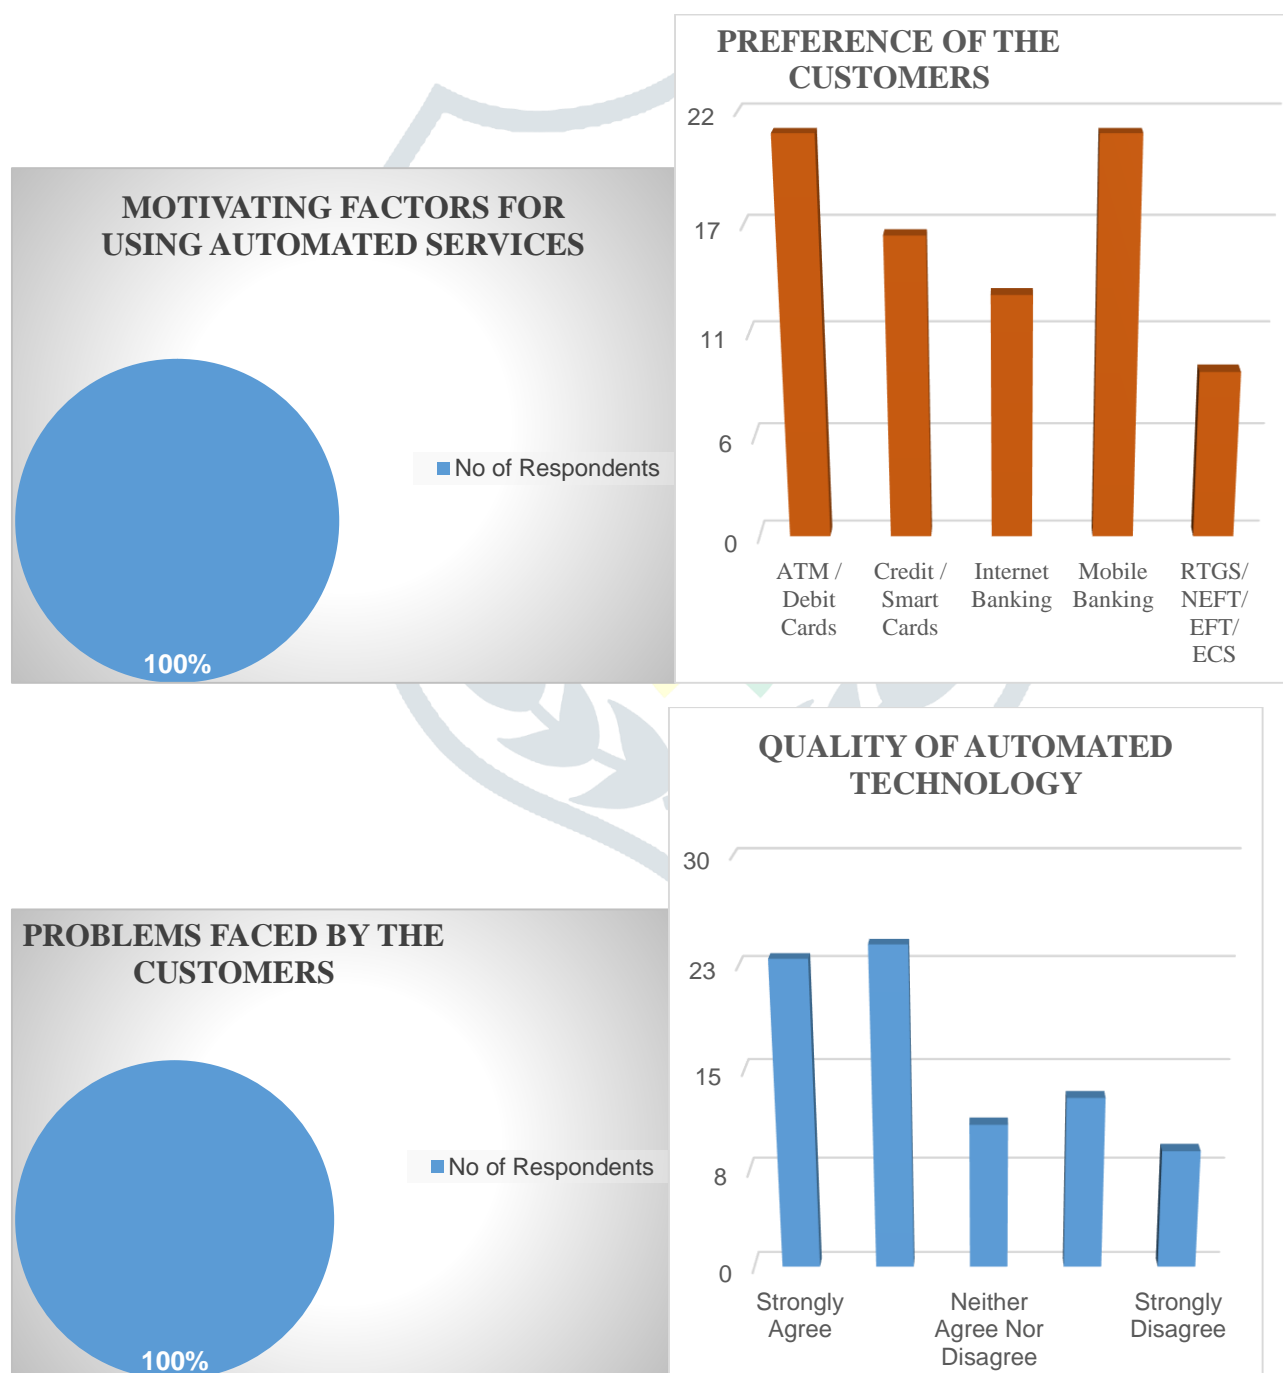 PREFERENCE OF THE
CUSTOMERS
22
17
11
6
0
ATM /
Debit
Cards
Credit /
Smart
Cards
Internet
Banking
Mobile
Banking
RTGS/
NEFT/
EFT/
ECS
MOTIVATING FACTORS FOR
USING AUTOMATED SERVICES
No of Respondents
100%
QUALITY OF AUTOMATED
TECHNOLOGY
30
23
15
8
0
Strongly
Agree
Neither
Agree Nor
Disagree
Strongly
Disagree
PROBLEMS FACED BY THE
CUSTOMERS
No of Respondents
100%